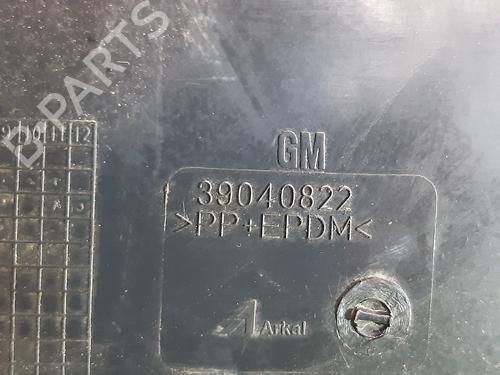 B-PARTS
9 10 11 12
GM
39040822
>PP+EPDM<
Arkal